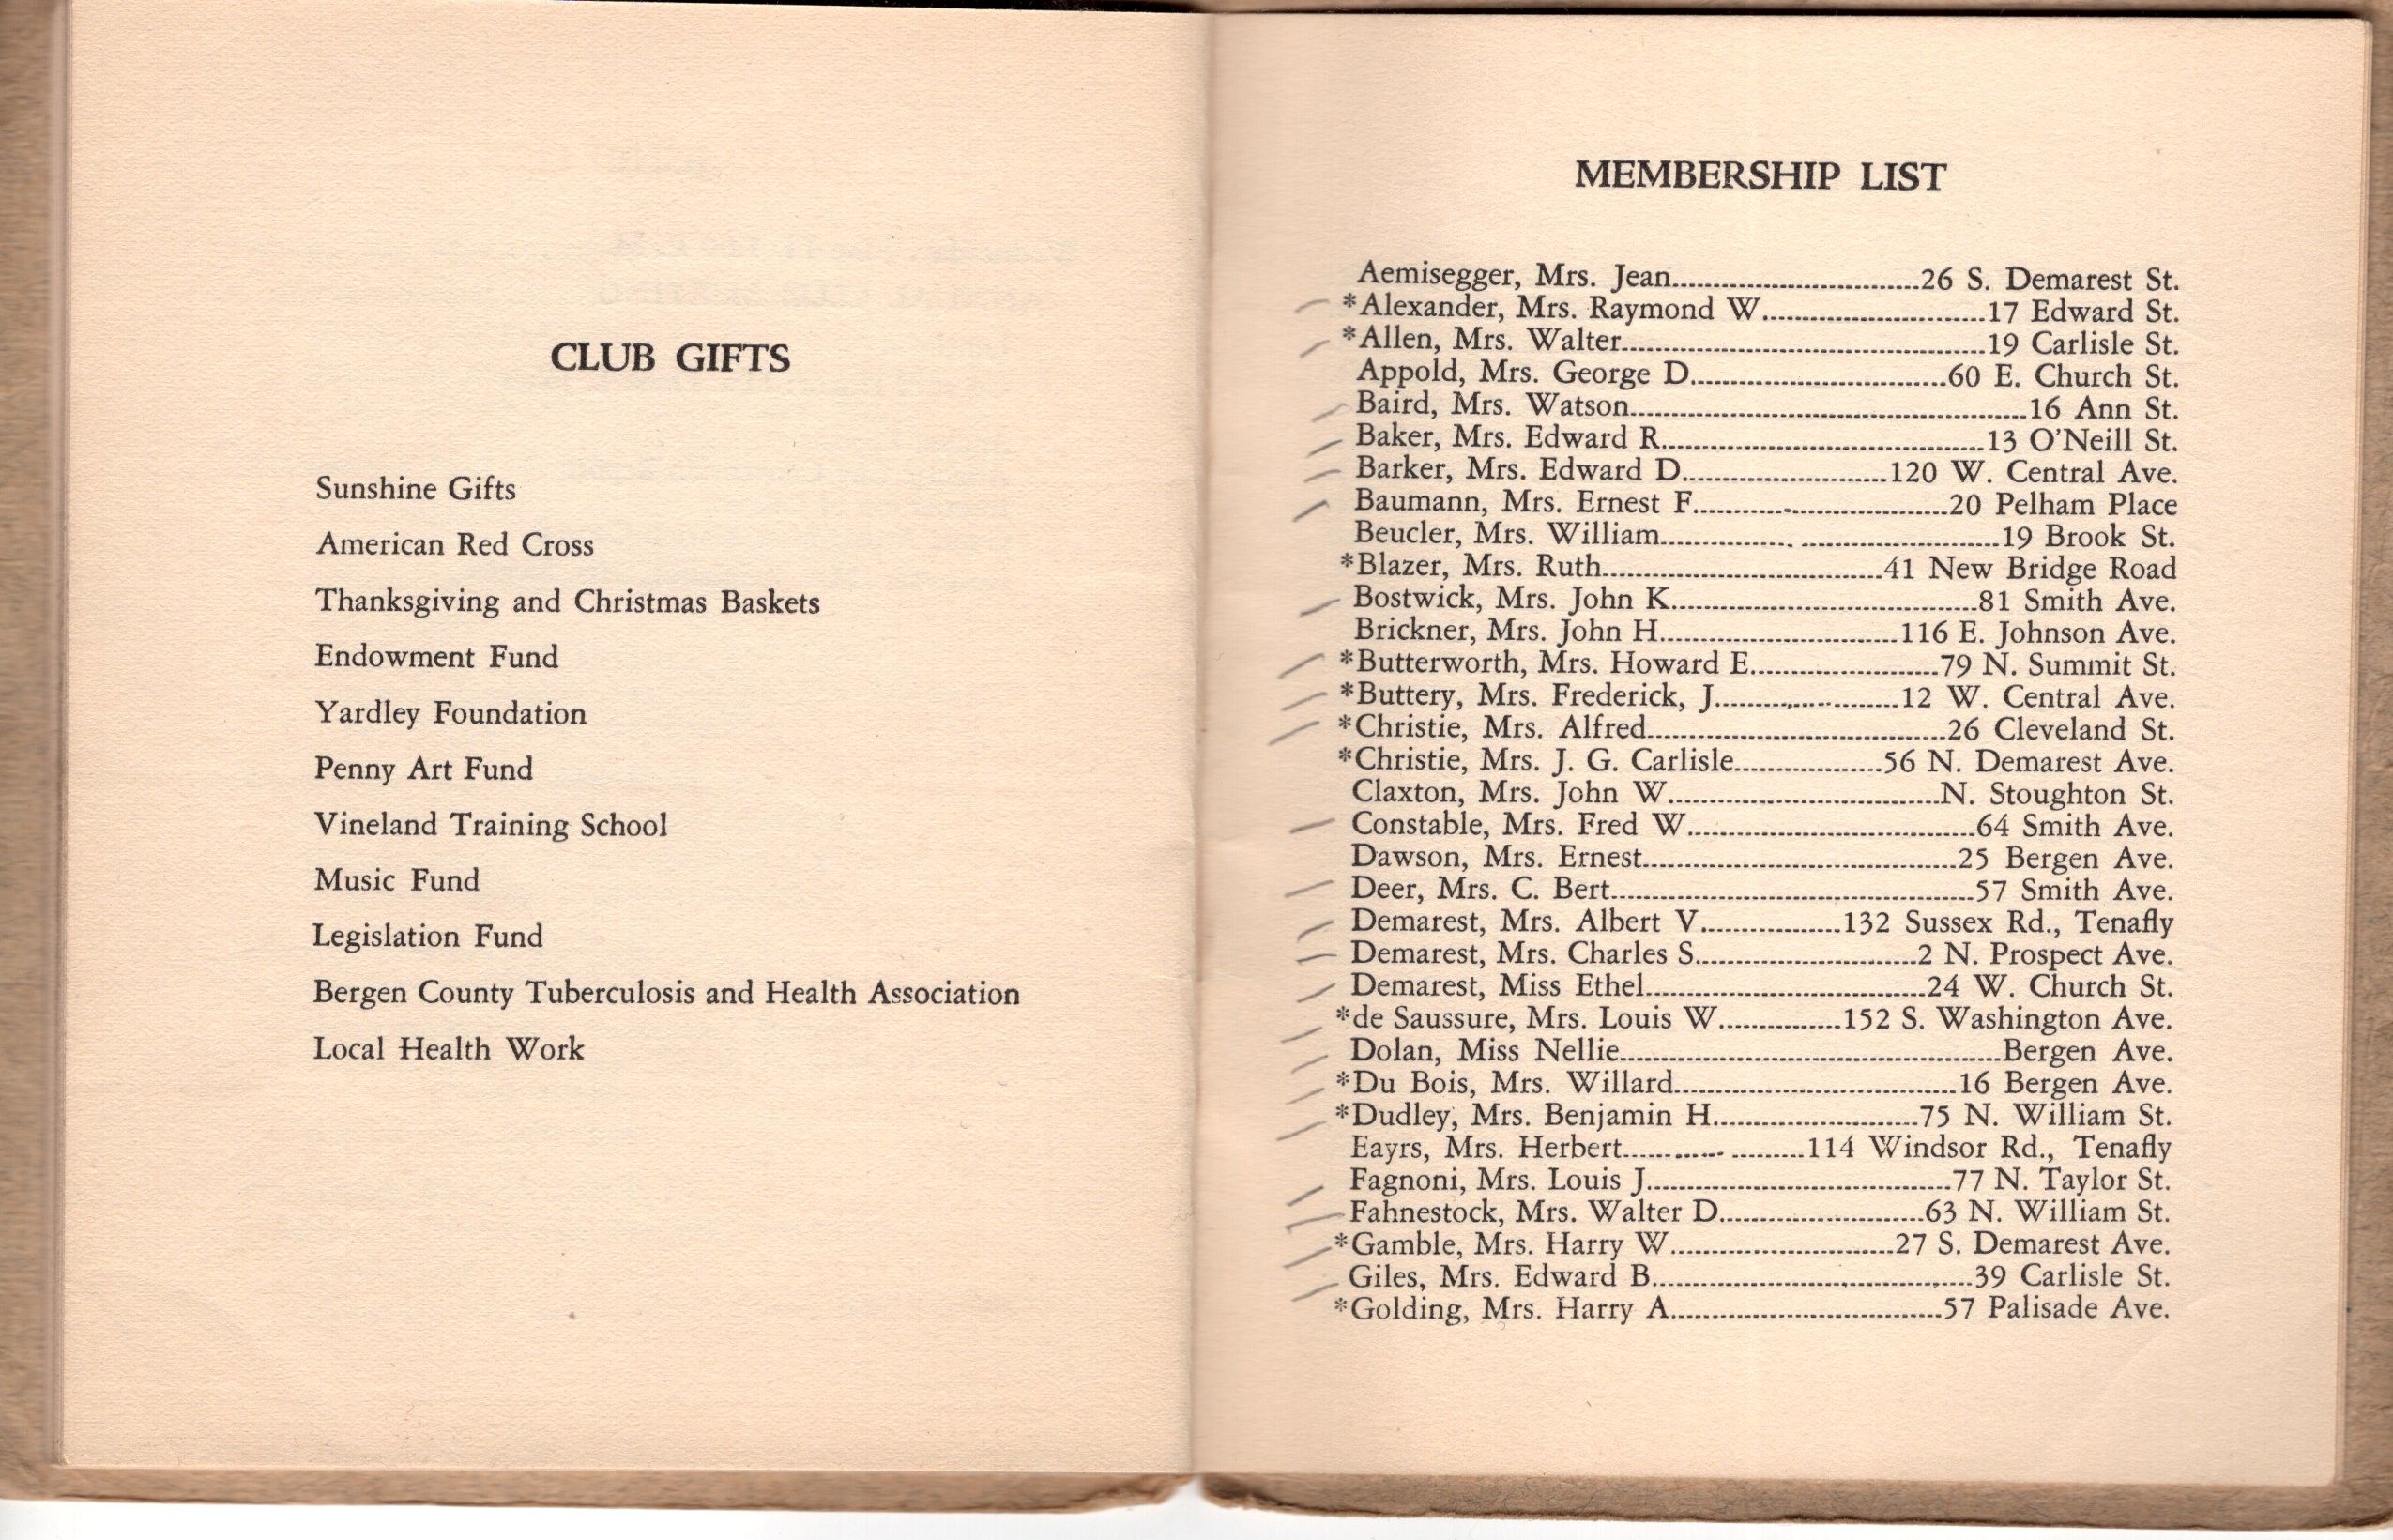 CLUB GIFTS
Sunshine Gifts
American Red Cross
Thanksgiving and Christmas Baskets
Endowment Fund
Yardley Foundation
Penny Art Fund
Vineland Training School
Music Fund
Legislation Fund
Bergen County Tuberculosis and Health Association
Local Health Work
MEMBERSHIP LIST
Aemisegger, Mrs. Jean..............................26 S. Demarest St.
*Alexander, Mrs. Raymond W............................17 Edward St.
*Allen, Mrs. Walter.............................................19 Carlisle St.
Appold, Mrs. George D................................60 E. Church St.
Baird, Mrs. Watson.................................................16 Ann St.
Baker, Mrs. Edward R........................................13 O'Neill St.
Barker, Mrs. Edward D.........................120 W. Central Ave.
Baumann, Mrs. Ernest F................................20 Pelham Place
Beucler, Mrs. William..........................................19 Brook St.
*Blazer, Mrs. Ruth...................................41 New Bridge Road
Bostwick, Mrs. John K......................................81 Smith Ave.
Brickner, Mrs. John H.............................116 E. Johnson Ave.
*Butterworth, Mrs. Howard E.......................79 N. Summit St.
*Buttery, Mrs. Frederick, J.......................12 W. Central Ave.
*Christie, Mrs. Alfred.....................................26 Cleveland St.
*Christie, Mrs. J. G. Carlisle..................56 N. Demarest Ave.
Claxton, Mrs. John W..................................N. Stoughton St.
Constable, Mrs. Fred W....................................64 Smith Ave.
Dawson, Mrs. Ernest.......................................25 Bergen Ave.
Deer, Mrs. C. Bert.............................................57 Smith Ave.
Demarest, Mrs. Albert V.................132 Sussex Rd., Tenafly
Demarest, Mrs. Charles S...........................2 N. Prospect Ave.
Demarest, Miss Ethel...................................24 W. Church St.
*de Saussure, Mrs. Louis W...............152 S. Washington Ave.
Dolan, Miss Nellie...............................................Bergen Ave.
*Du Bois, Mrs. Willard...................................16 Bergen Ave.
*Dudley, Mrs. Benjamin H.........................75 N. William St.
Eayrs, Mrs. Herbert......................114 Windsor Rd., Tenafly
Fagnoni, Mrs. Louis J......................................77 N. Taylor St.
Fahnestock, Mrs. Walter D.........................63 N. William St.
*Gamble, Mrs. Harry W...........................27 S. Demarest Ave.
Giles, Mrs. Edward B.......................................39 Carlisle St.
*Golding, Mrs. Harry A.................................57 Palisade Ave.